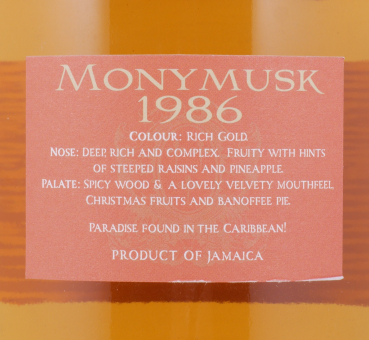 MONYMUSK
1986
COLOUR: RICH GOLD.
NOSE: DEEP, RICH AND COMPLEX. FRUITY WITH HINTS
OF STEEPED RAISINS AND PINEAPPLE.
PALATE: SPICY WOOD & A LOVELY VELVETY MOUTHFEEL.
CHRISTMAS FRUITS AND BANOFFEE PIE.
PARADISE FOUND IN THE CARIBBEAN!
PRODUCT OF JAMAICA